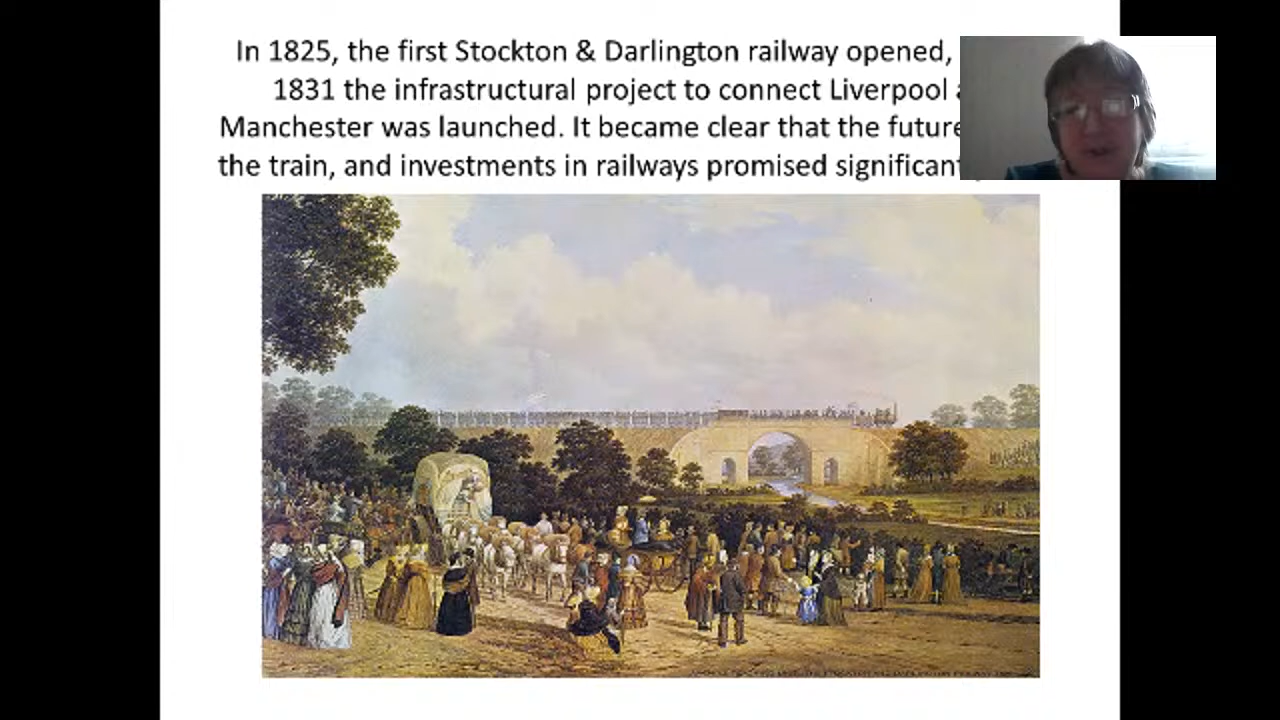 In 1825, the first Stockton & Darlington railway opened,
1831 the infrastructural project to connect Liverpool
Manchester was launched. It became clear that the future
the train, and investments in railways promised significant